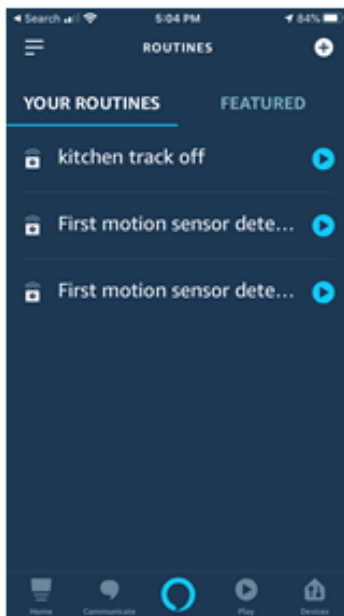 Search 5:04 PM 84%
ROUTINES
YOUR ROUTINES FEATURED
kitchen track off
First motion sensor dete...
First motion sensor dete...
Home Communicate Play Devices